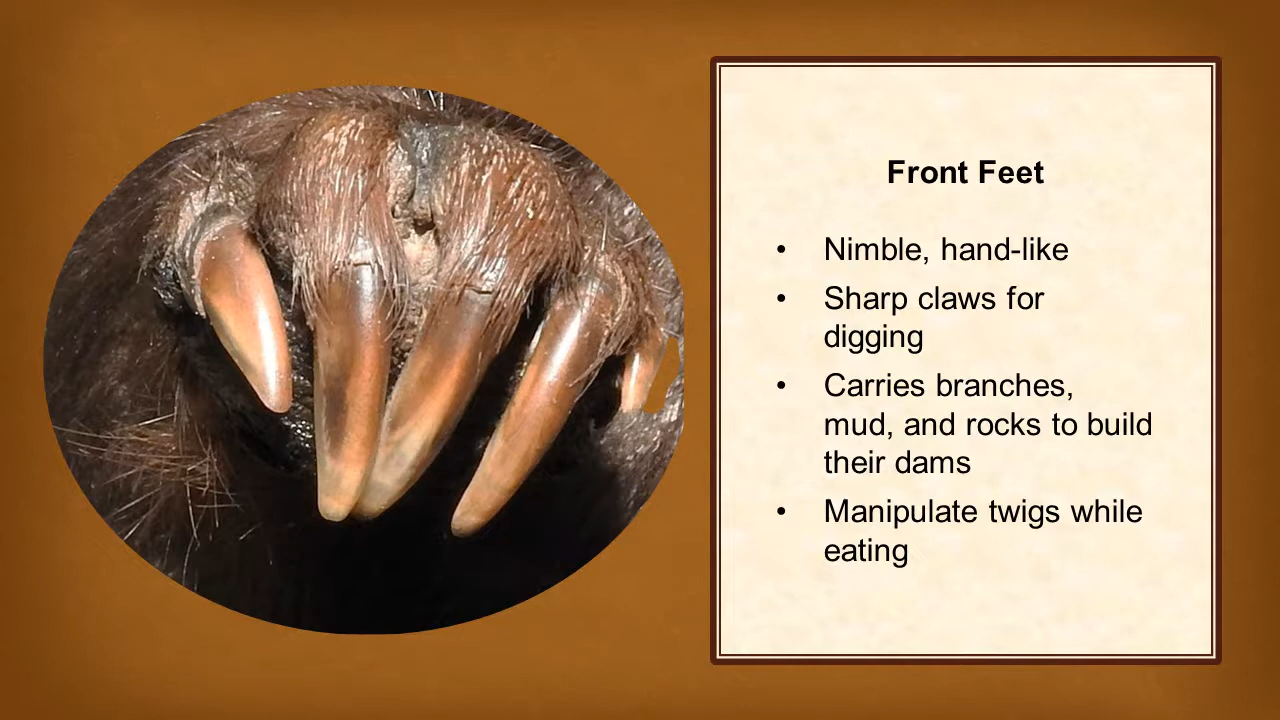 Front Feet
• Nimble, hand-like
• Sharp claws for
digging
• Carries branches,
mud, and rocks to build
their dams
• Manipulate twigs while
eating